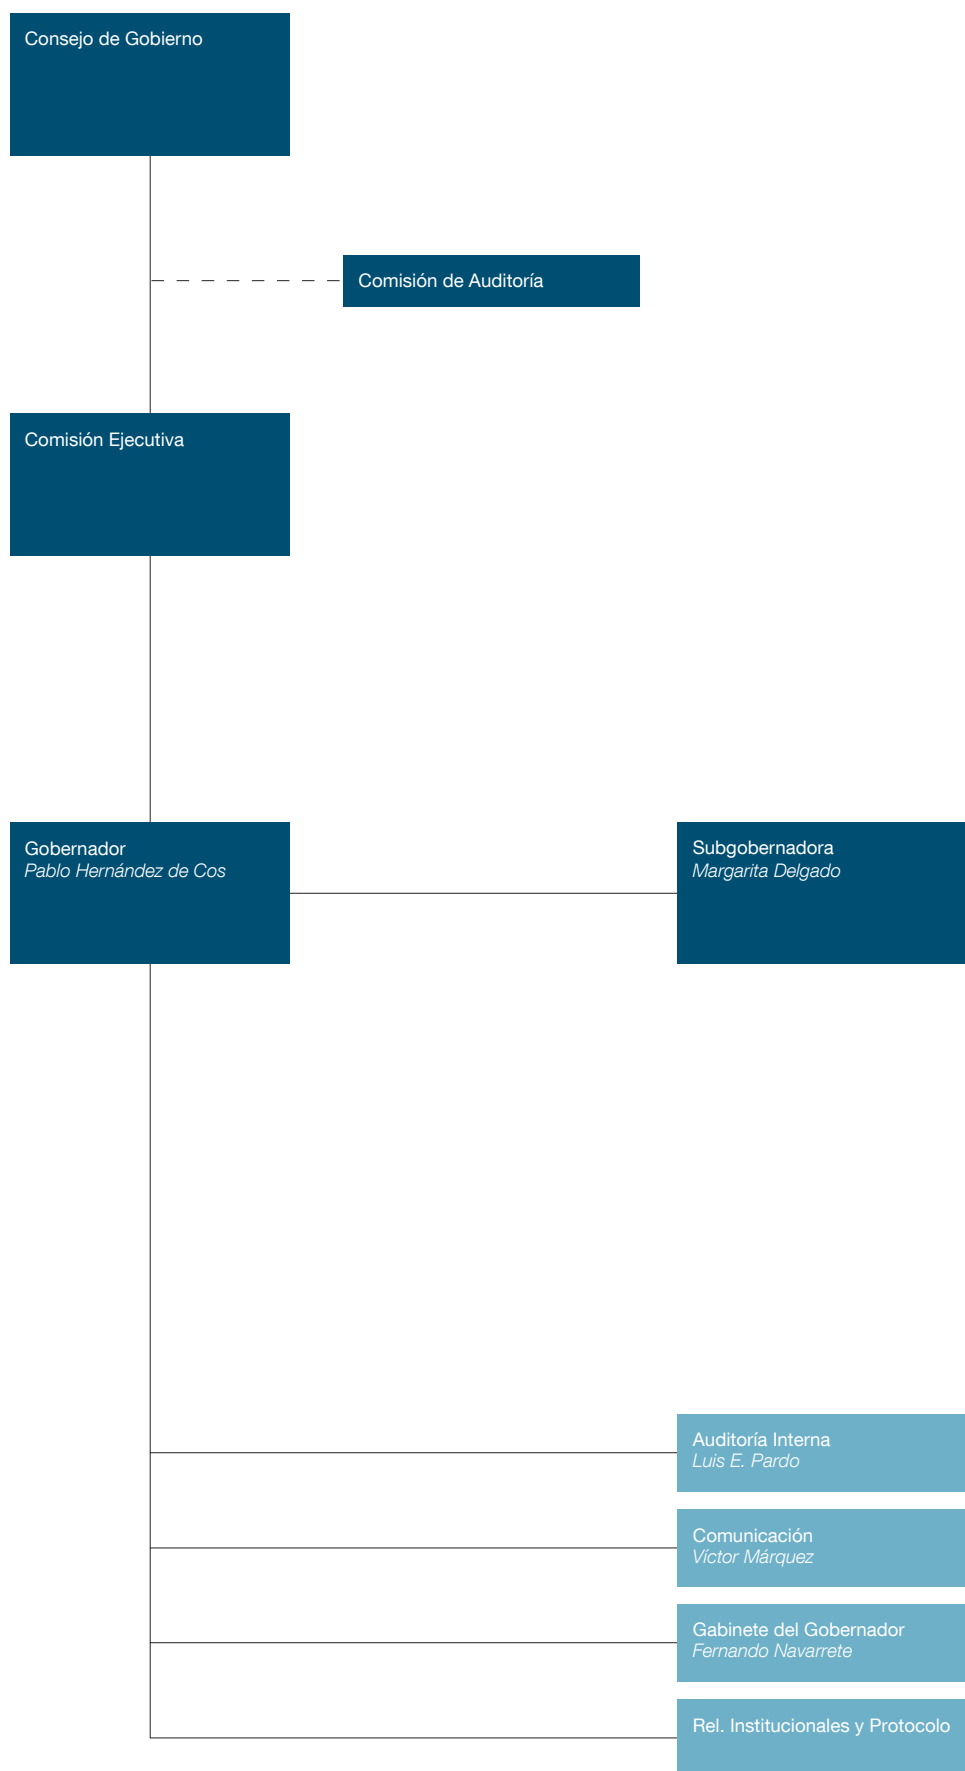 Consejo de Gobierno
Comisión de Auditoría
Comisión Ejecutiva
Gobernador
Pablo Hernández de Cos
Subgobernadora
Margarita Delgado
Auditoría Interna
Luis E. Pardo
Comunicación
Víctor Márquez
Gabinete del Gobernador
Fernando Navarrete
Rel. Institucionales y Protocolo